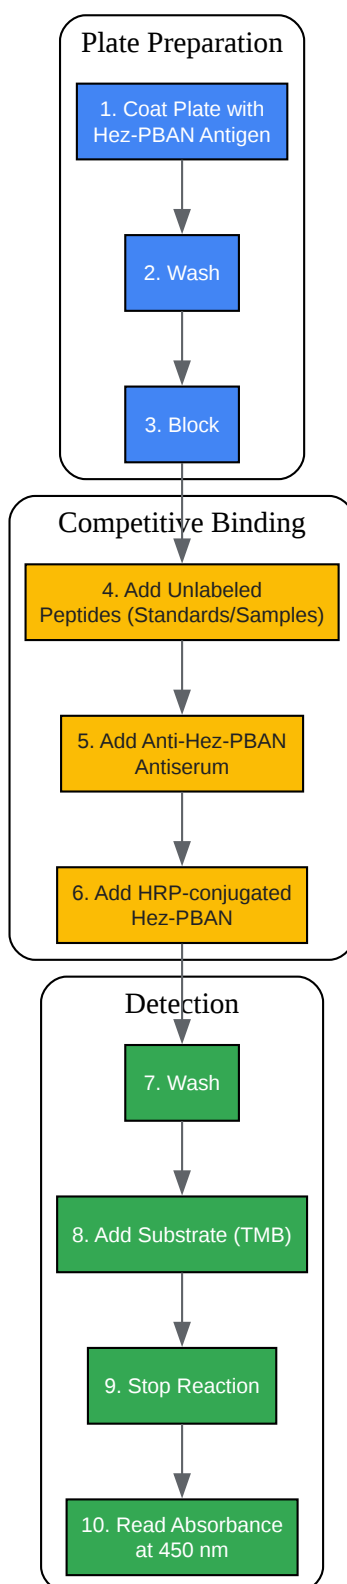 Plate Preparation
1. Coat Plate with
Hez-PBAN Antigen
2. Wash
3. Block
Competitive Binding
4. Add Unlabeled
Peptides (Standards/Samples)
5. Add Anti-Hez-PBAN
Antiserum
6. Add HRP-conjugated
Hez-PBAN
Detection
7. Wash
8. Add Substrate (TMB)
9. Stop Reaction
10. Read Absorbance
at 450 nm